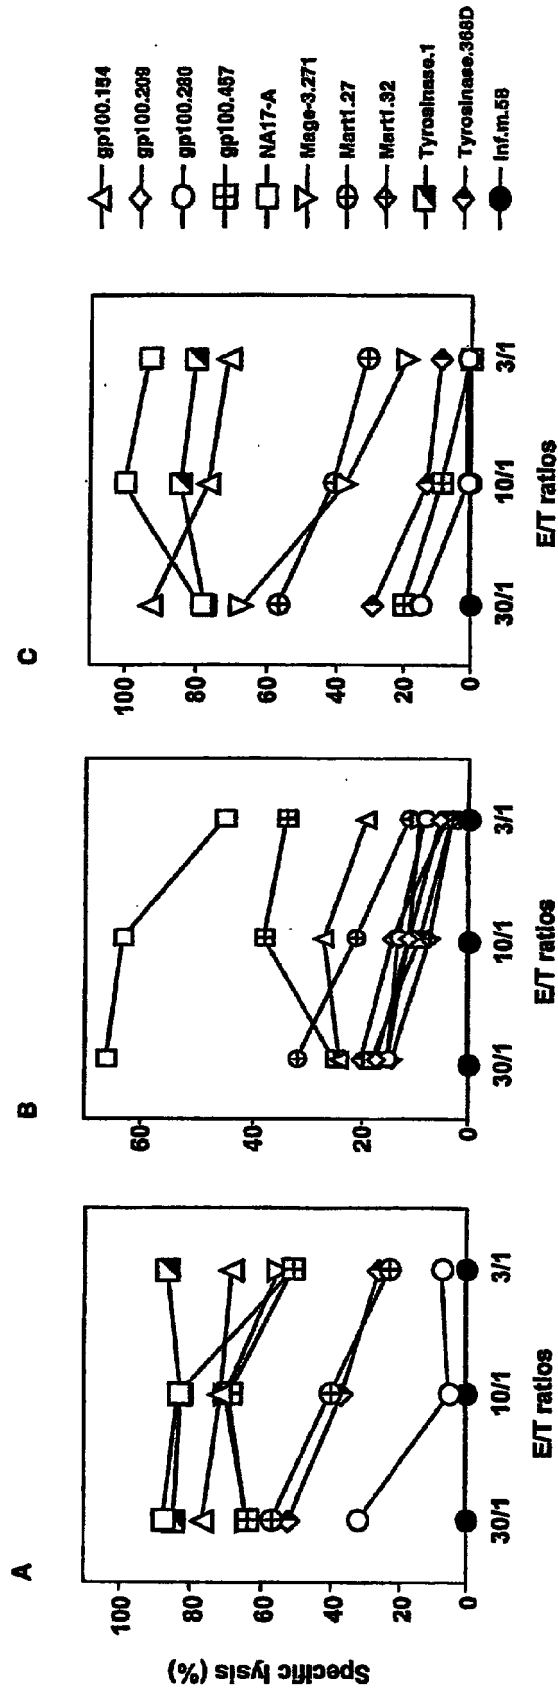 A
Specific lysis (%)
100
80
60
40
20
0
30/1
10/1
3/1
E/T ratios
B
60
40
20
0
30/1
10/1
3/1
E/T ratios
C
100
80
60
40
20
0
30/1
10/1
3/1
E/T ratios
gp100.154
gp100.209
gp100.280
gp100.457
NA17-A
Mage-3.271
Mart1.27
Mart1.32
Tyrosinase.1
Tyrosinase.368D
Inf.m.58